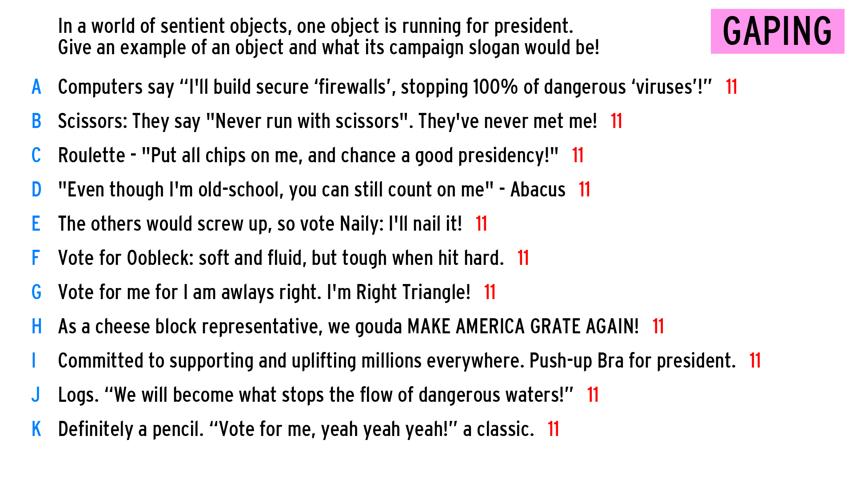 In a world of sentient objects, one object is running for president.
Give an example of an object and what its campaign slogan would be!
GAPING
A Computers say “I'll build secure ‘firewalls’, stopping 100% of dangerous ‘viruses’!” 11
B Scissors: They say "Never run with scissors". They've never met me! 11
C Roulette - "Put all chips on me, and chance a good presidency!" 11
D "Even though I'm old-school, you can still count on me" - Abacus 11
E The others would screw up, so vote Naily: I'll nail it! 11
F Vote for Oobleck: soft and fluid, but tough when hit hard. 11
G Vote for me for I am awlays right. I'm Right Triangle! 11
H As a cheese block representative, we gouda MAKE AMERICA GRATE AGAIN! 11
I Committed to supporting and uplifting millions everywhere. Push-up Bra for president. 11
J Logs. “We will become what stops the flow of dangerous waters!” 11
K Definitely a pencil. “Vote for me, yeah yeah yeah!” a classic. 11